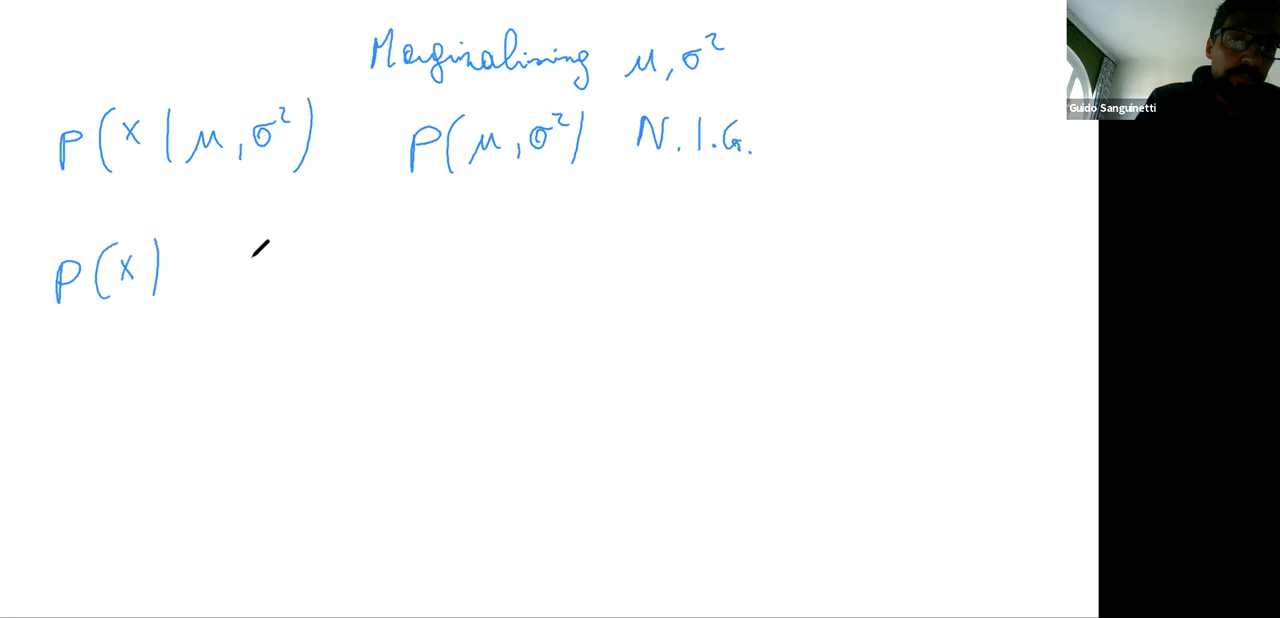 Marginalising μ, σ²
P(x | μ, σ²) P(μ, σ²) N.I.G.
P(x)
Guido Sanguinetti